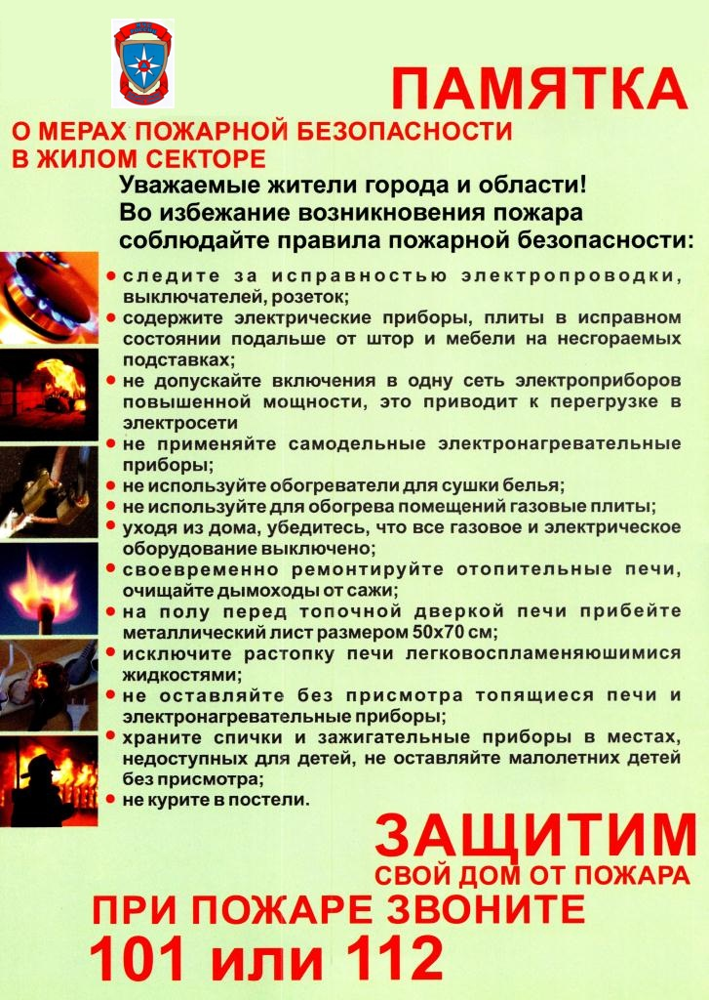 ПАМЯТКА
О МЕРАХ ПОЖАРНОЙ БЕЗОПАСНОСТИ
В ЖИЛОМ СЕКТОРЕ
Уважаемые жители города и области!
Во избежание возникновения пожара
соблюдайте правила пожарной безопасности:
• следите за исправностью электропроводки,
выключателей, розеток;
• содержите электрические приборы, плиты в исправном
состоянии подальше от штор и мебели на несгораемых
подставках;
• не допускайте включения в одну сеть электроприборов
повышенной мощности, это приводит к перегрузке в
электросети
• не применяйте самодельные электронагревательные
приборы;
• не используйте обогреватели для сушки белья;
• не используйте для обогрева помещений газовые плиты;
• уходя из дома, убедитесь, что все газовое и электрическое
оборудование выключено;
• своевременно ремонтируйте отопительные печи,
очищайте дымоходы от сажи;
• на полу перед топочной дверкой печи прибейте
металлический лист размером 50х70 см;
• исключите растопку печи легковоспламеняюшимися
жидкостями;
• не оставляйте без присмотра топящиеся печи и
электронагревательные приборы;
• храните спички и зажигательные приборы в местах,
недоступных для детей, не оставляйте малолетних детей
без присмотра;
• не курите в постели.
ЗАЩИТИМ
СВОЙ ДОМ ОТ ПОЖАРА
ПРИ ПОЖАРЕ ЗВОНИТЕ
101 или 112